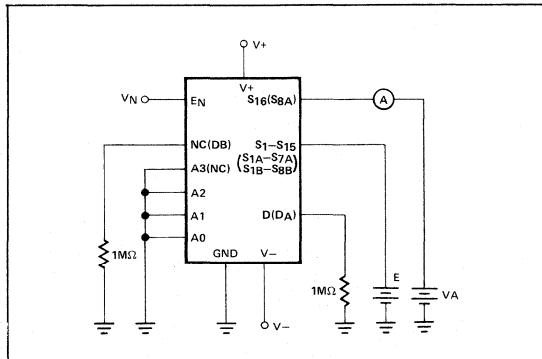 V+
V+
VN
EN
S16(S8A)
A
NC(DB)
S1–S15
A3(NC)
(S1A–S7A
S1B–S8B)
A2
A1
D(DA)
A0
GND
V–
1MΩ
1MΩ
E
VA
V–